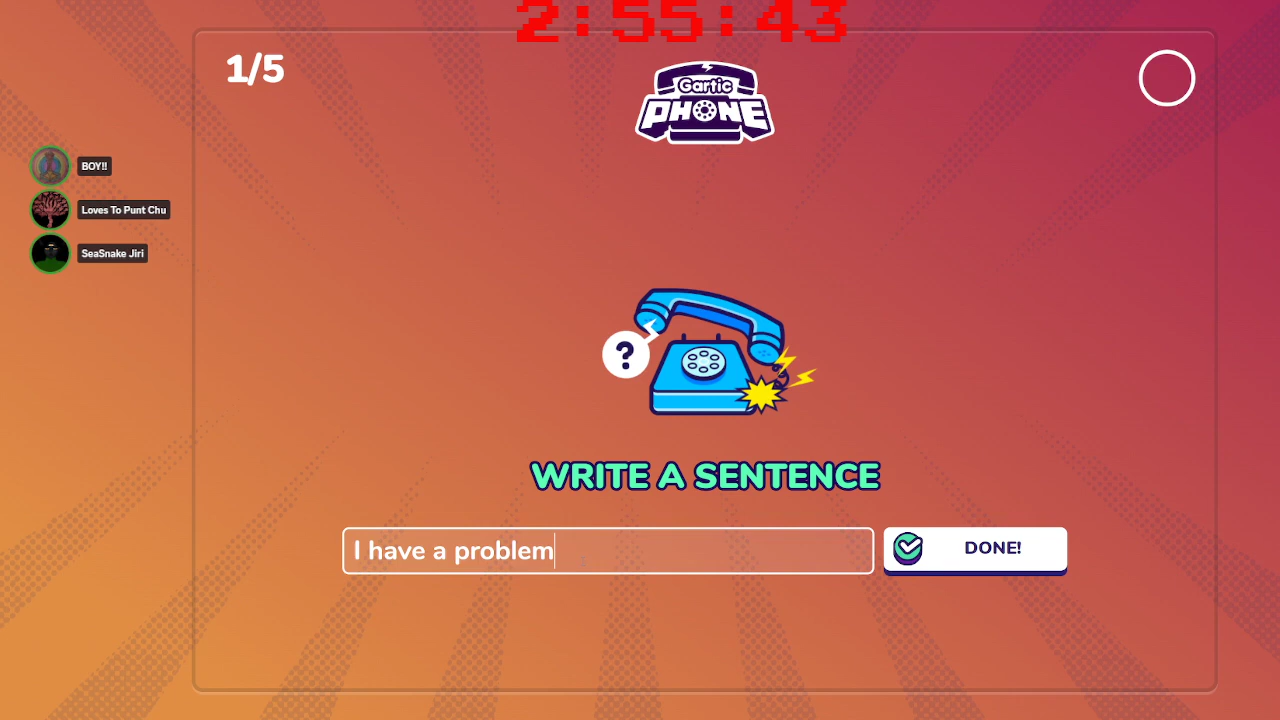 2:55:43
1/5
Gartic
PHONE
BOY!!
Loves To Punt Chu
SeaSnake Jiri
?
WRITE A SENTENCE
I have a problem
DONE!